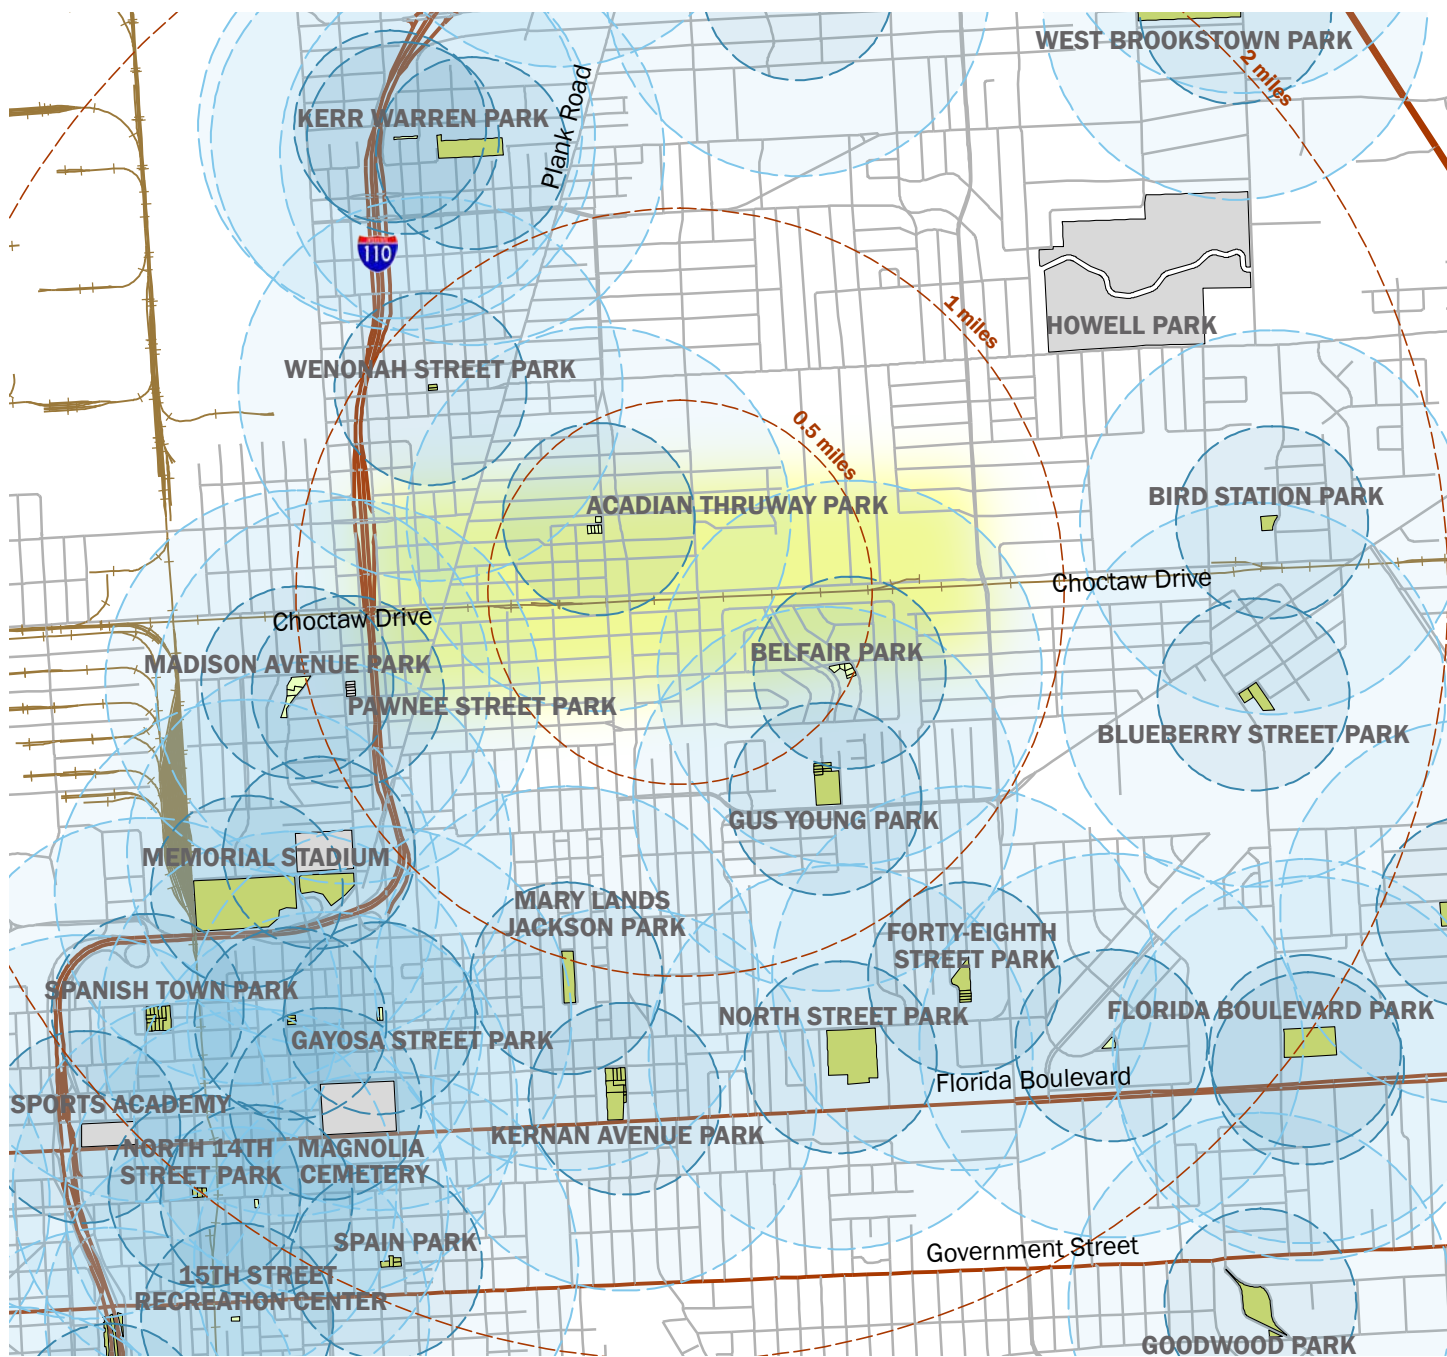 WEST BROOKSTOWN PARK
2 miles
KERR WARREN PARK
Plank Road
INTERSTATE
110
1 miles
HOWELL PARK
WENONAH STREET PARK
0.5 miles
ACADIAN THRUWAY PARK
BIRD STATION PARK
Choctaw Drive
Choctaw Drive
MADISON AVENUE PARK
BELFAIR PARK
PAWNEE STREET PARK
BLUEBERRY STREET PARK
GUS YOUNG PARK
MEMORIAL STADIUM
MARY LANDS
JACKSON PARK
FORTY-EIGHTH
STREET PARK
SPANISH TOWN PARK
GAYOSA STREET PARK
NORTH STREET PARK
FLORIDA BOULEVARD PARK
Florida Boulevard
SPORTS ACADEMY
KERNAN AVENUE PARK
NORTH 14TH
STREET PARK
MAGNOLIA
CEMETERY
SPAIN PARK
Government Street
15TH STREET
RECREATION CENTER
GOODWOOD PARK